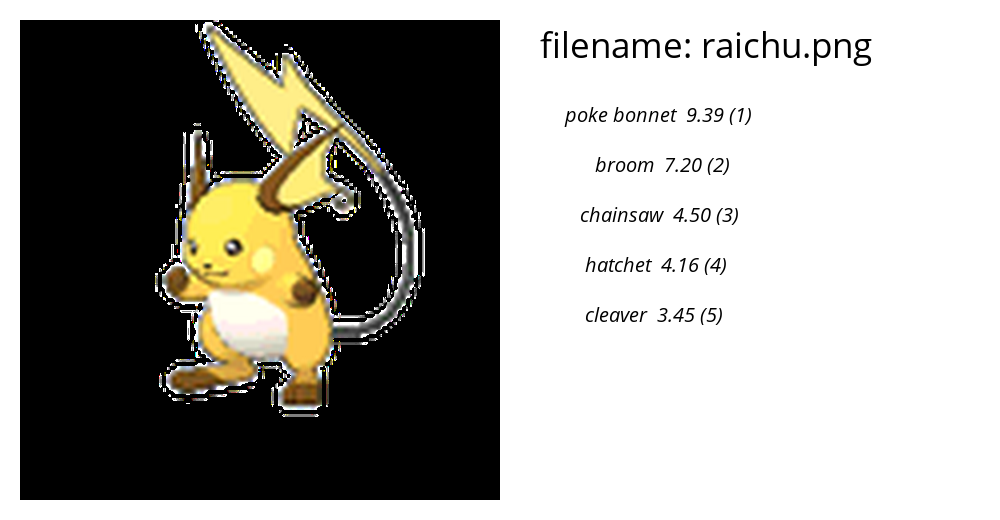 filename: raichu.png
poke bonnet 9.39 (1)
broom 7.20 (2)
chainsaw 4.50 (3)
hatchet 4.16 (4)
cleaver 3.45 (5)